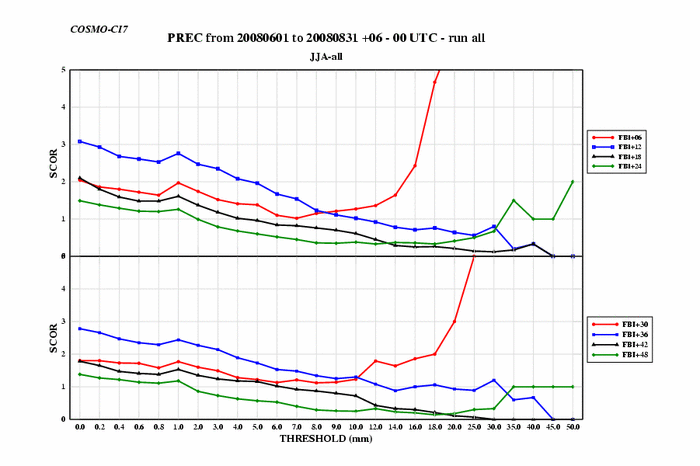 COSMO-CI7
PREC from 20080601 to 20080831 +06 - 00 UTC - run all
JJA-all
5
4
3
2
1
SCOR
FBI+06
FBI+12
FBI+18
FBI+24
4
3
2
1
0
SCOR
FBI+30
FBI+36
FBI+42
FBI+48
0.0 0.2 0.4 0.6 0.8 1.0 2.0 3.0 4.0 5.0 6.0 7.0 8.0 9.0 10.0 12.0 14.0 16.0 18.0 20.0 25.0 30.0 35.0 40.0 45.0 50.0
THRESHOLD (mm)